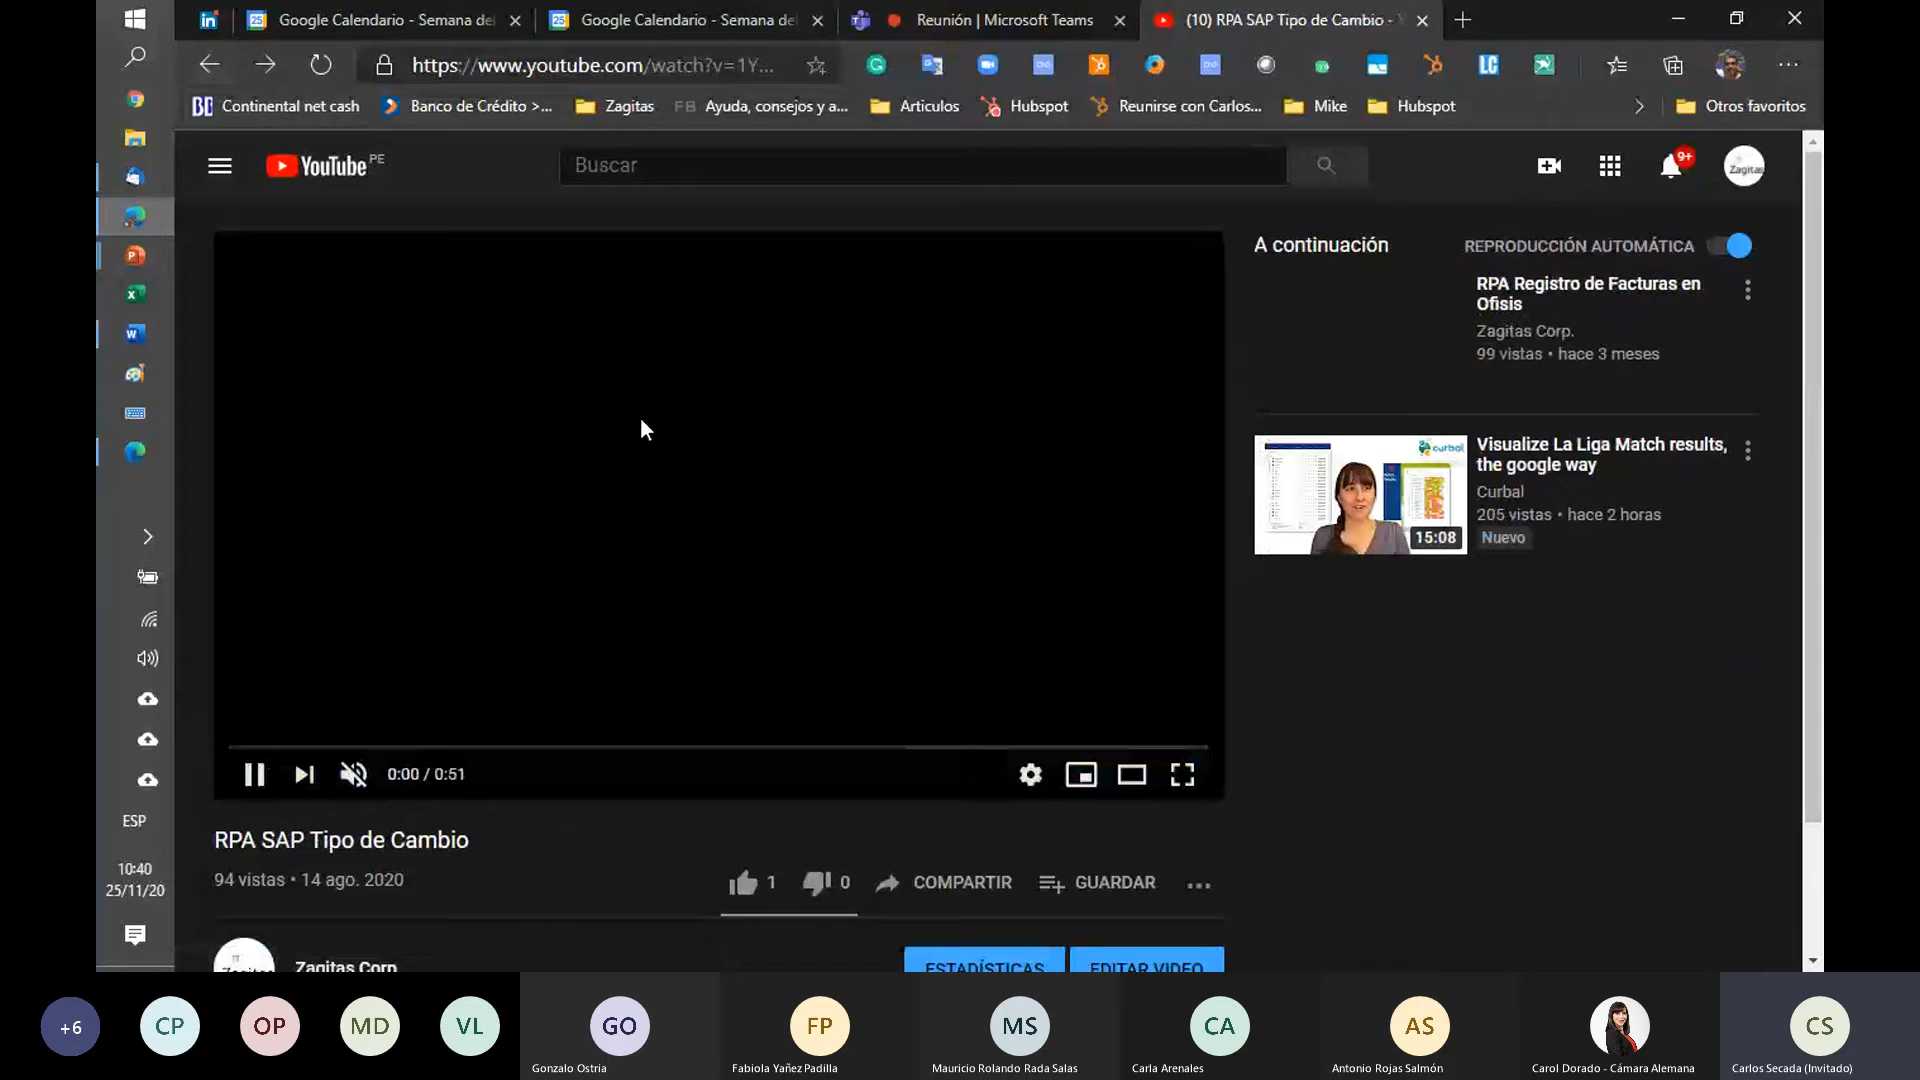 Google Calendario - Semana de
Google Calendario - Semana de
Reunión | Microsoft Teams
(10) RPA SAP Tipo de Cambio -
https://www.youtube.com/watch?v=1Y...
Continental net cash
Banco de Crédito >...
Zagitas
FB Ayuda, consejos y a...
Articulos
Hubspot
Reunirse con Carlos...
Mike
Hubspot
Otros favoritos
YouTube PE
Buscar
9+
Zagitas
A continuación
REPRODUCCIÓN AUTOMÁTICA
RPA Registro de Facturas en
Ofisis
Zagitas Corp.
99 vistas • hace 3 meses
curbal
15:08
Visualize La Liga Match results,
the google way
Curbal
205 vistas • hace 2 horas
Nuevo
0:00 / 0:51
RPA SAP Tipo de Cambio
94 vistas • 14 ago. 2020
1
0
COMPARTIR
GUARDAR
Zagitas Corp
ESTADÍSTICAS
EDITAR VIDEO
ESP
10:40
25/11/20
+6
CP
OP
MD
VL
GO
Gonzalo Ostria
FP
Fabiola Yañez Padilla
MS
Mauricio Rolando Rada Salas
CA
Carla Arenales
AS
Antonio Rojas Salmón
Carol Dorado - Cámara Alemana
CS
Carlos Secada (Invitado)